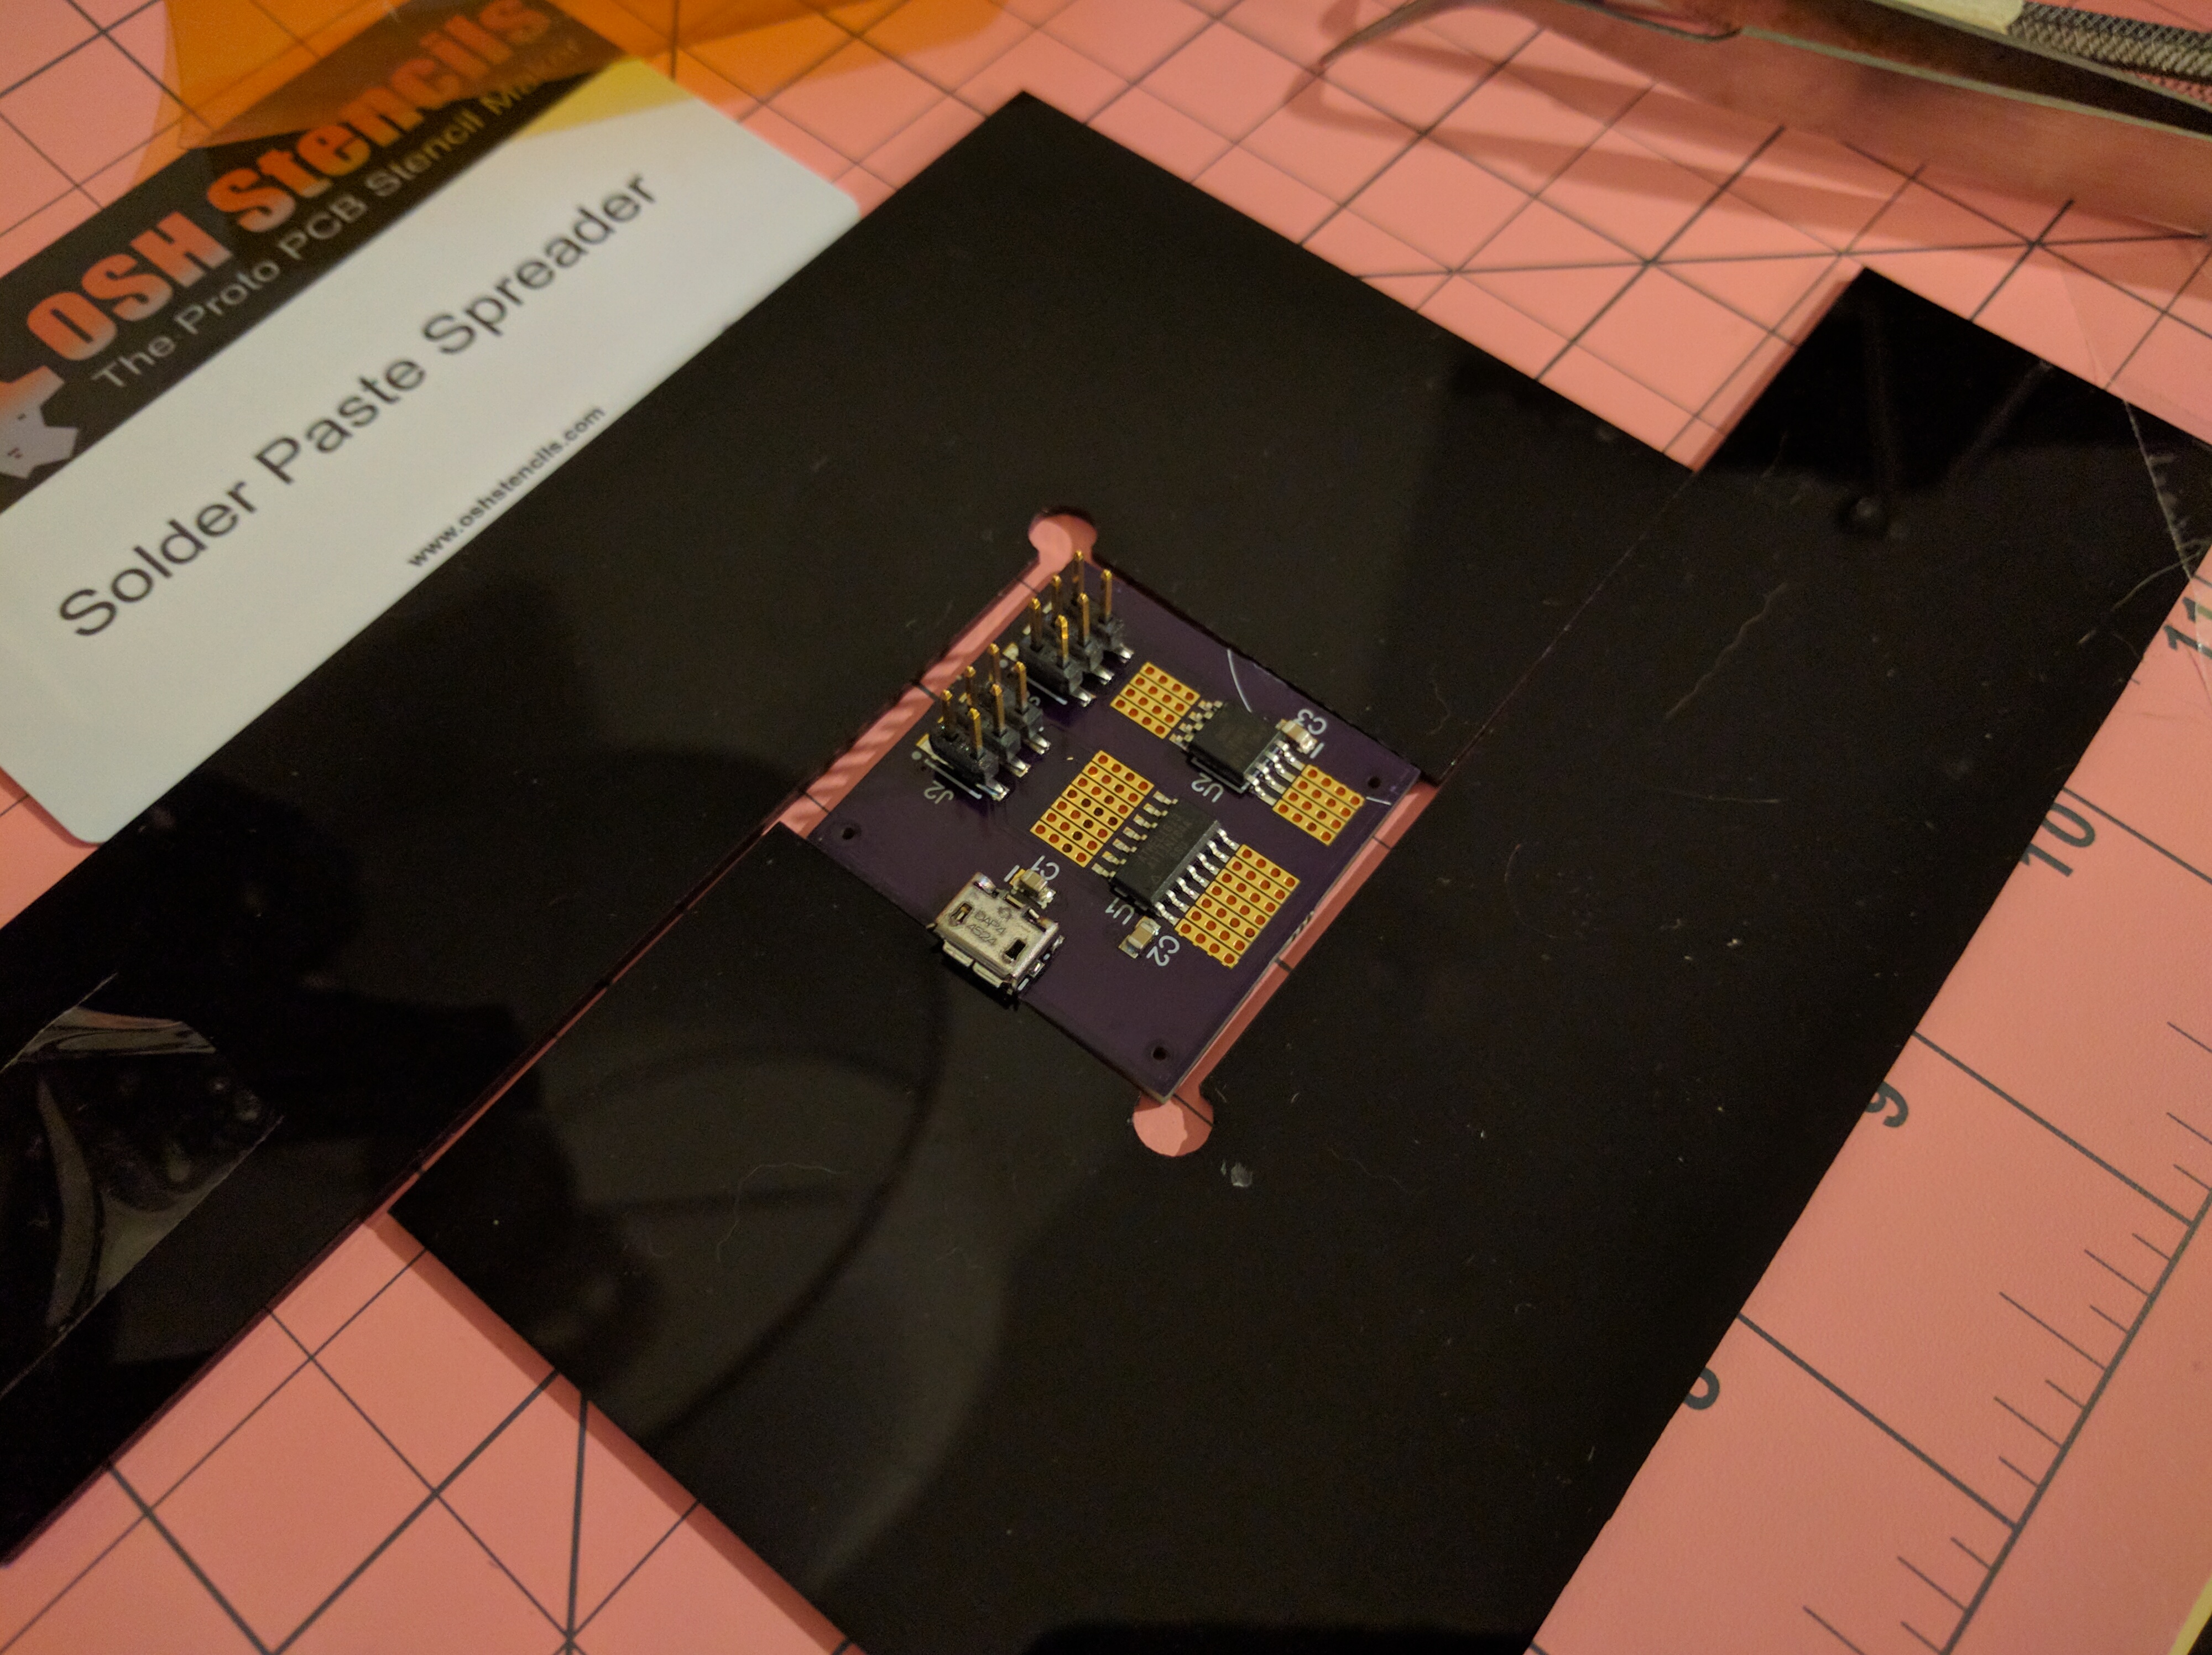 OSH Stencils
The Proto PCB Stencil Maker
Solder Paste Spreader
www.oshstencils.com
J2
C3
U2
C1
U1
C2
11
10
9
8